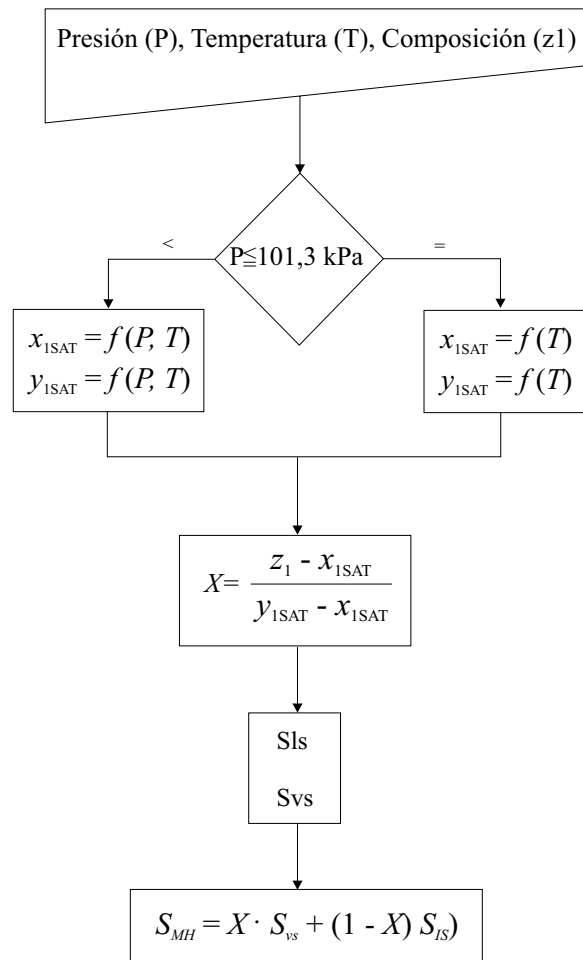 Presión (P), Temperatura (T), Composición (z1)
P≦101,3 kPa
<
=
x1SAT = f (P, T)
y1SAT = f (P, T)
x1SAT = f (T)
y1SAT = f (T)
X= z1 - x1SAT
y1SAT - x1SAT
Sls
Svs
SMH = X · Svs + (1 - X) SIS)